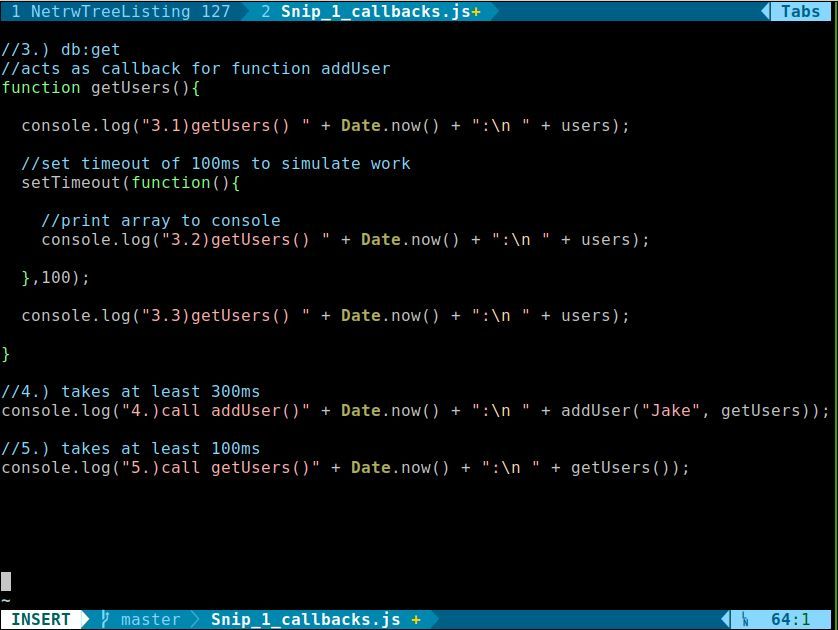 1 NetrwTreeListing 127 2 Snip_1_callbacks.js+ Tabs
//3.) db:get
//acts as callback for function addUser
function getUsers(){
console.log("3.1)getUsers() " + Date.now() + ":\n " + users);
//set timeout of 100ms to simulate work
setTimeout(function(){
//print array to console
console.log("3.2)getUsers() " + Date.now() + ":\n " + users);
},100);
console.log("3.3)getUsers() " + Date.now() + ":\n " + users);
}
//4.) takes at least 300ms
console.log("4.)call addUser()" + Date.now() + ":\n " + addUser("Jake", getUsers));
//5.) takes at least 100ms
console.log("5.)call getUsers()" + Date.now() + ":\n " + getUsers());
~
INSERT master Snip_1_callbacks.js + 64:1